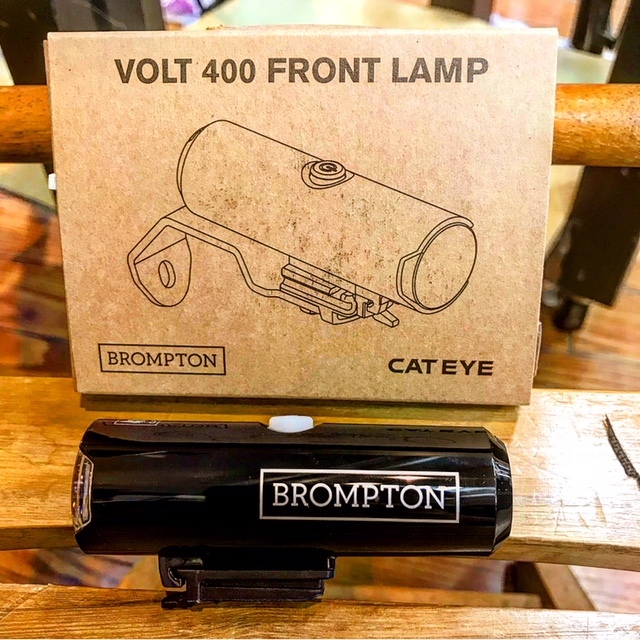 VOLT 400 FRONT LAMP
BROMPTON
CATEYE
BROMPTON